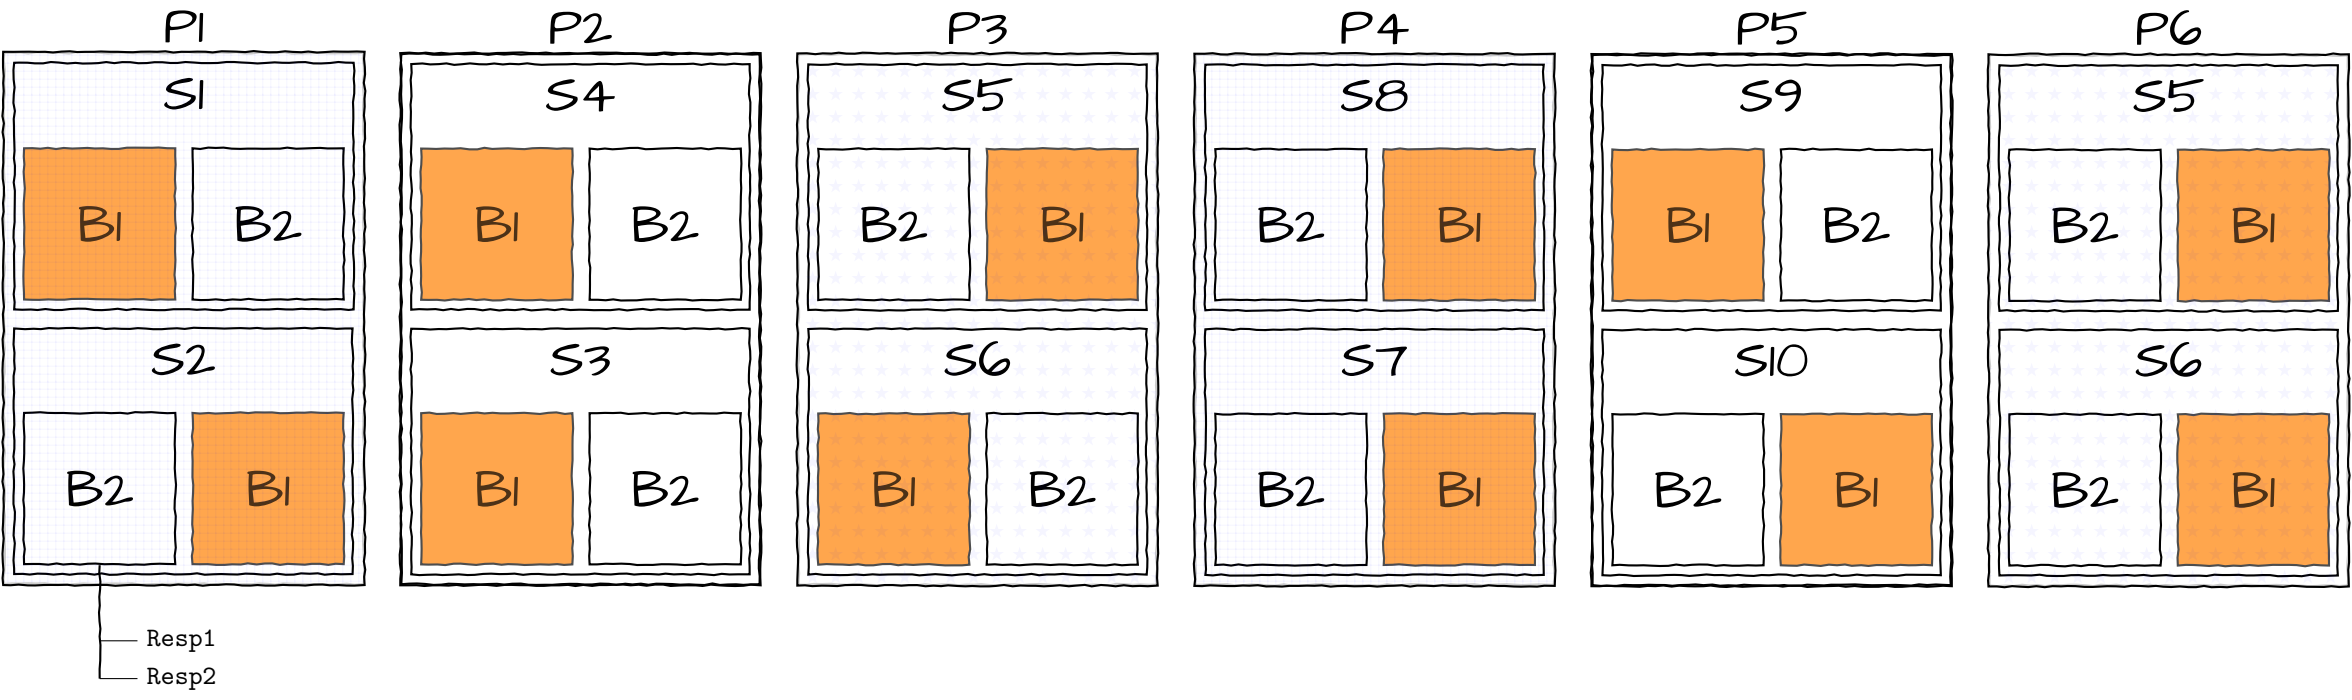 P1 P2 P3 P4 P5 P6
S1 S4 S5 S8 S9 S5
B1 B2 B1 B2 B2 B1 B2 B1 B1 B2 B2 B1
S2 S3 S6 S7 S10 S6
B2 B1 B1 B2 B1 B2 B2 B1 B2 B1 B2 B1
Resp1
Resp2